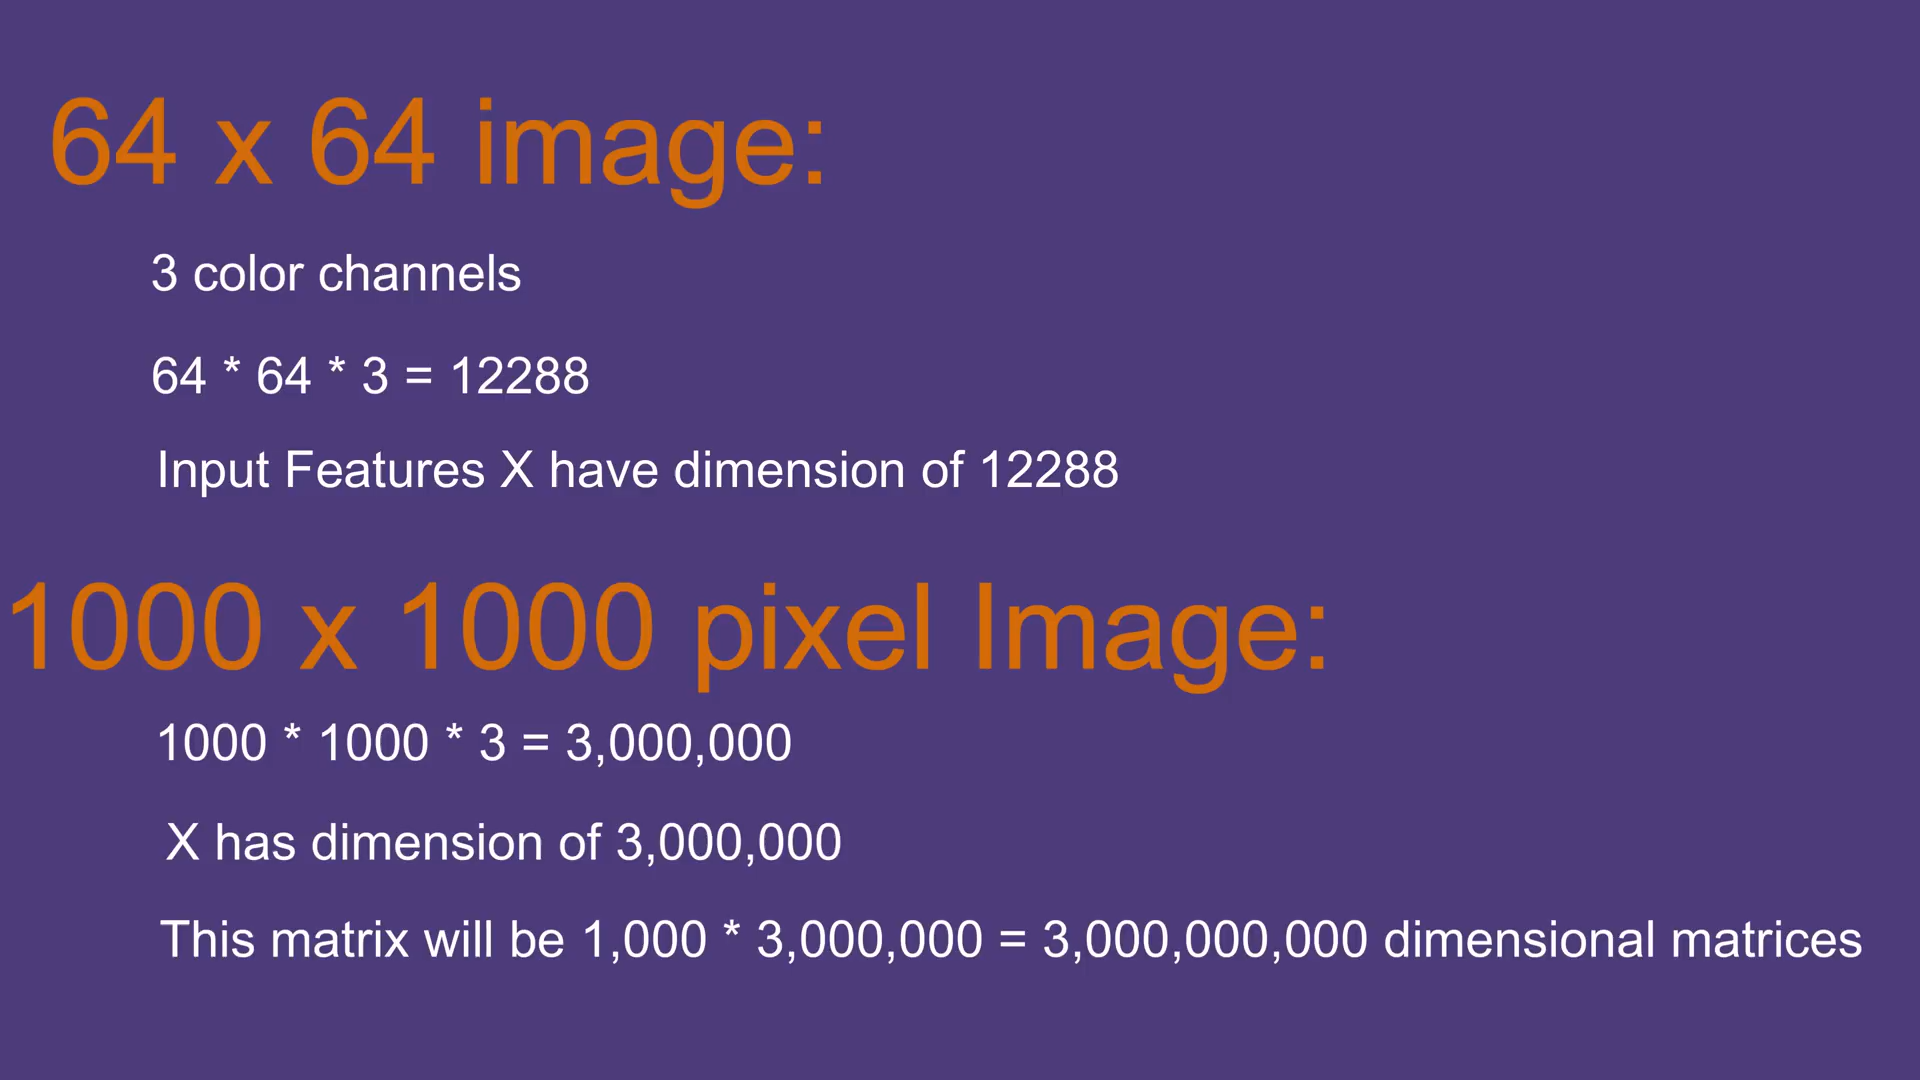 64 x 64 image:
3 color channels
64 * 64 * 3 = 12288
Input Features X have dimension of 12288
1000 x 1000 pixel Image:
1000 * 1000 * 3 = 3,000,000
X has dimension of 3,000,000
This matrix will be 1,000 * 3,000,000 = 3,000,000,000 dimensional matrices